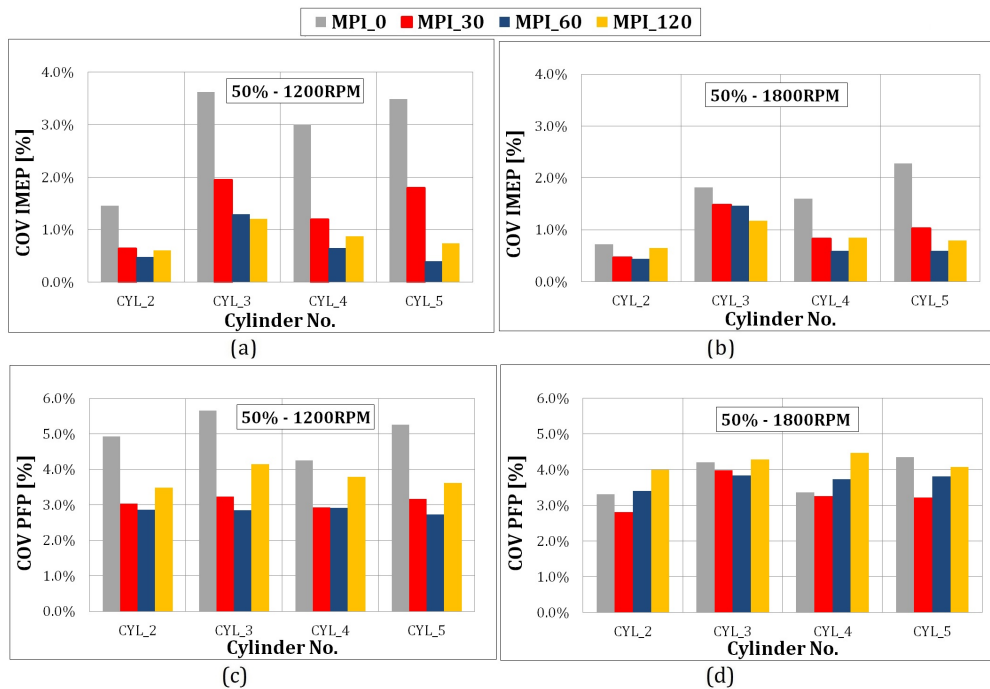 MPI_0 MPI_30 MPI_60 MPI_120
50% - 1200RPM
COV IMEP [%]
4.0%
3.0%
2.0%
1.0%
0.0%
CYL_2 CYL_3 CYL_4 CYL_5
Cylinder No.
(a)
50% - 1800RPM
COV IMEP [%]
4.0%
3.0%
2.0%
1.0%
0.0%
CYL_2 CYL_3 CYL_4 CYL_5
Cylinder No.
(b)
50% - 1200RPM
COV PFP [%]
6.0%
5.0%
4.0%
3.0%
2.0%
1.0%
0.0%
CYL_2 CYL_3 CYL_4 CYL_5
Cylinder No.
(c)
50% - 1800RPM
COV PFP [%]
6.0%
5.0%
4.0%
3.0%
2.0%
1.0%
0.0%
CYL_2 CYL_3 CYL_4 CYL_5
Cylinder No.
(d)